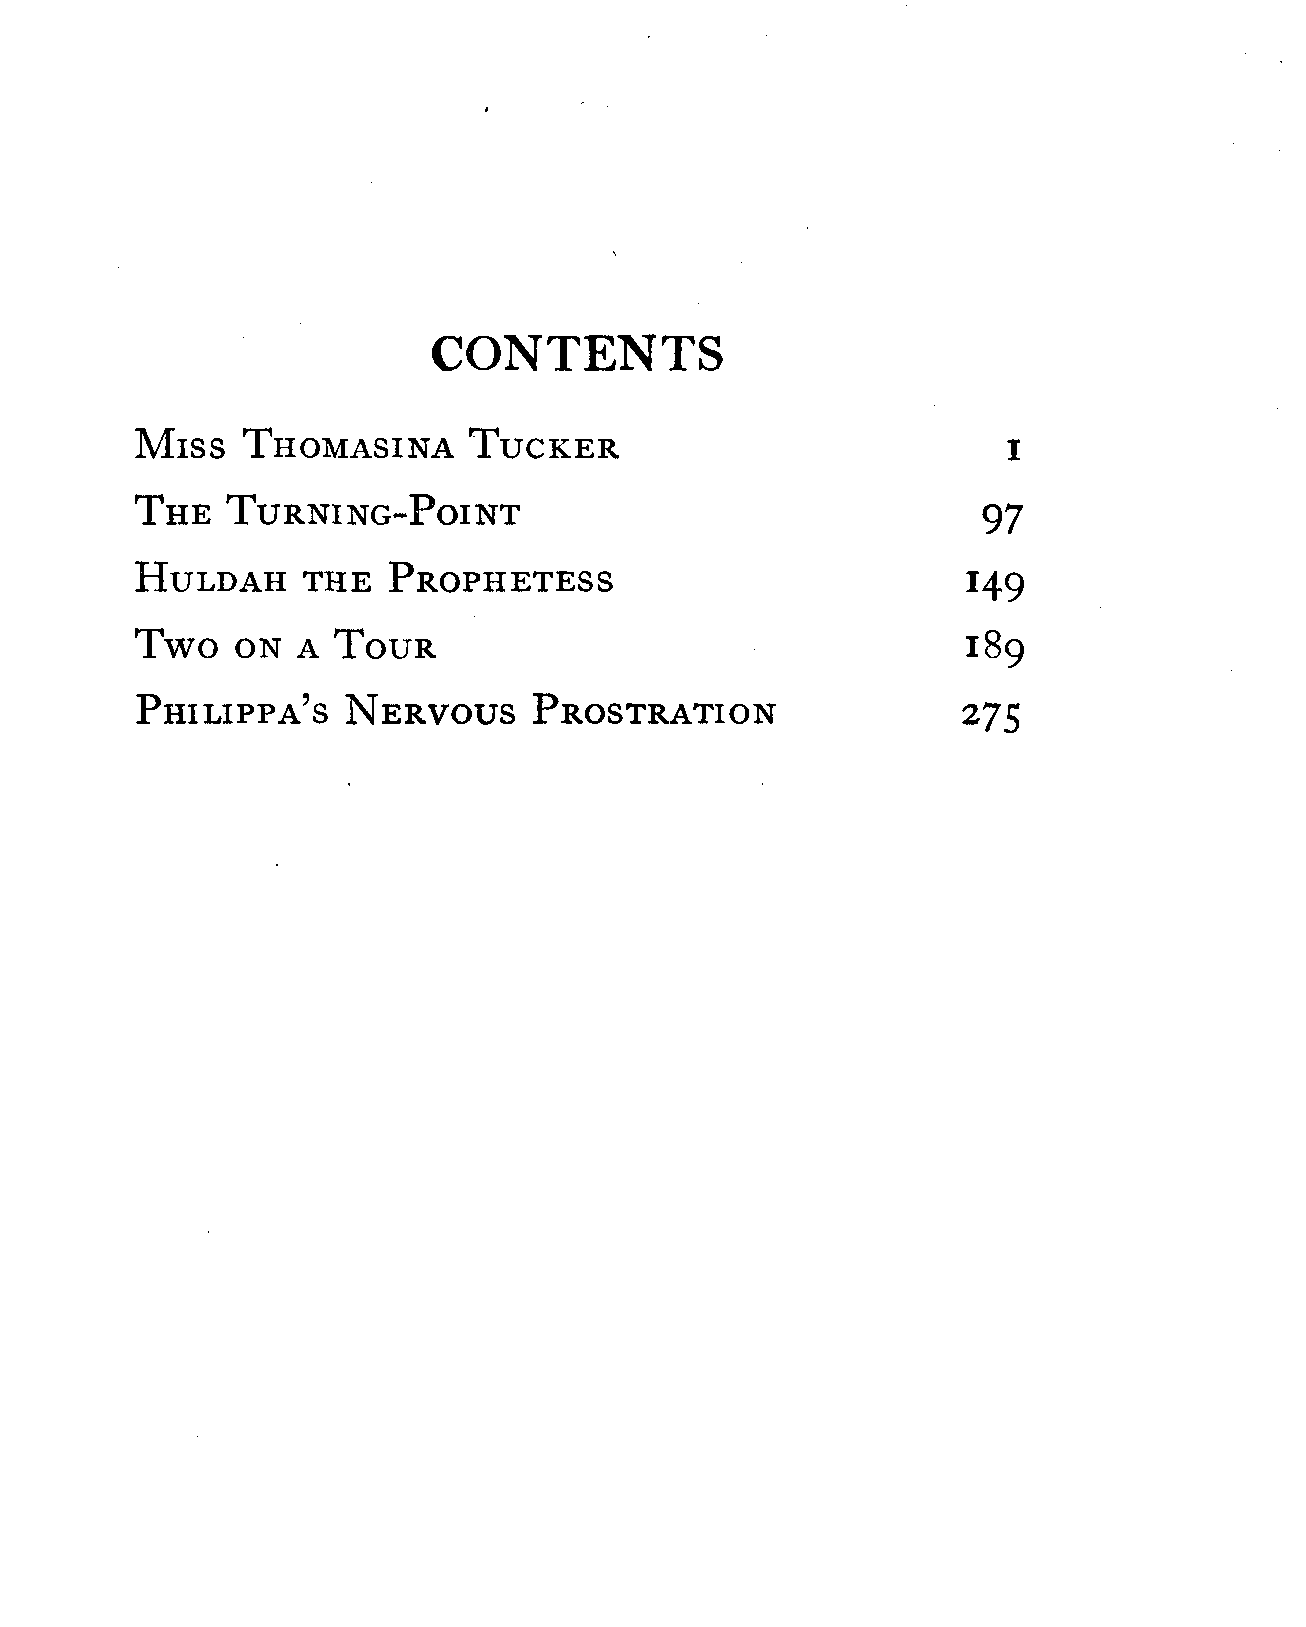 CONTENTS
Miss Thomasina Tucker 1
The Turning-Point 97
Huldah the Prophetess 149
Two on a Tour 189
Philippa's Nervous Prostration 275